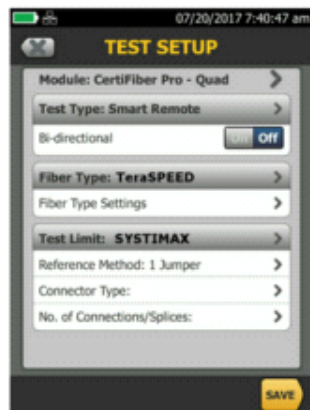 07/20/2017 7:40:47 am
TEST SETUP
Module: CertiFiber Pro - Quad
Test Type: Smart Remote
Bi-directional On Off
Fiber Type: TeraSPEED
Fiber Type Settings
Test Limit: SYSTIMAX
Reference Method: 1 Jumper
Connector Type:
No. of Connections/Splices:
SAVE